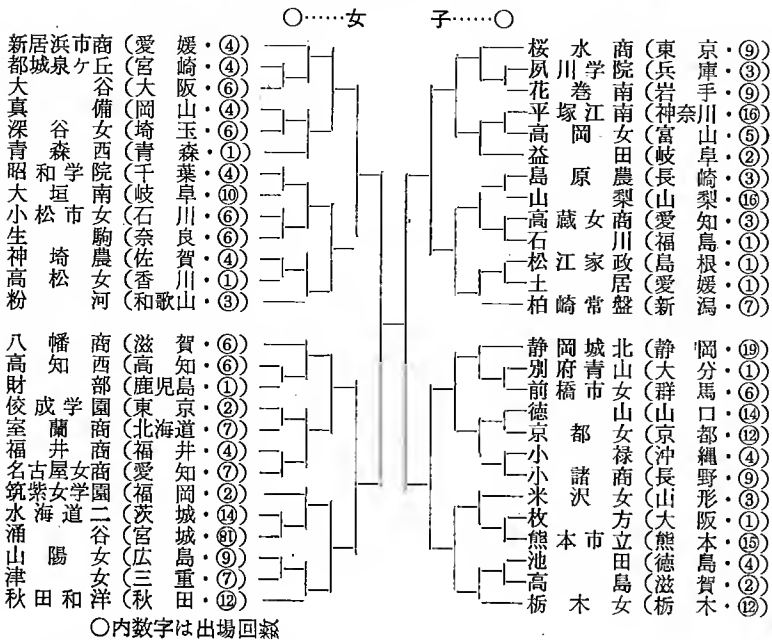 ○……女子……○
新居浜市商(愛媛・④)
都城泉ケ丘(宮崎・④)
大谷(大阪・⑥)
真備(岡山・④)
深谷女(埼玉・⑥)
青森西(青森・①)
昭和学院(千葉・④)
大垣南(岐阜・⑩)
小松市女(石川・⑥)
生駒(奈良・⑥)
神埼農(佐賀・④)
高松女(香川・①)
粉河(和歌山・③)
八幡商(滋賀・⑥)
高知西(高知・⑥)
財部(鹿児島・①)
佼成学園(東京・②)
室蘭商(北海道・⑦)
福井商(福井・④)
名古屋女商(愛知・⑦)
筑紫女学園(福岡・②)
水海道二(茨城・⑭)
涌谷(宮城・81)
山陽女(広島・⑨)
津女(三重・⑦)
秋田和洋(秋田・⑫)
桜水商(東京・⑨)
夙川学院(兵庫・③)
花巻南(岩手・⑨)
平塚江南(神奈川・⑯)
高岡女(富山・⑤)
益田(岐阜・②)
島原農(長崎・③)
山梨(山梨・⑯)
高蔵女商(愛知・③)
石川(福島・①)
松江家政(島根・①)
土居(愛媛・①)
柏崎常盤(新潟・⑦)
静岡城北(静岡・⑲)
別府青山(大分・①)
前橋市女(群馬・⑥)
徳山(山口・⑭)
京都女(京都・⑫)
小禄(沖縄・④)
小諸商(長野・⑨)
米沢女(山形・③)
枚方(大阪・①)
熊本市立(熊本・⑮)
池田(徳島・④)
高島(滋賀・②)
栃木女(栃木・⑫)
○内数字は出場回数